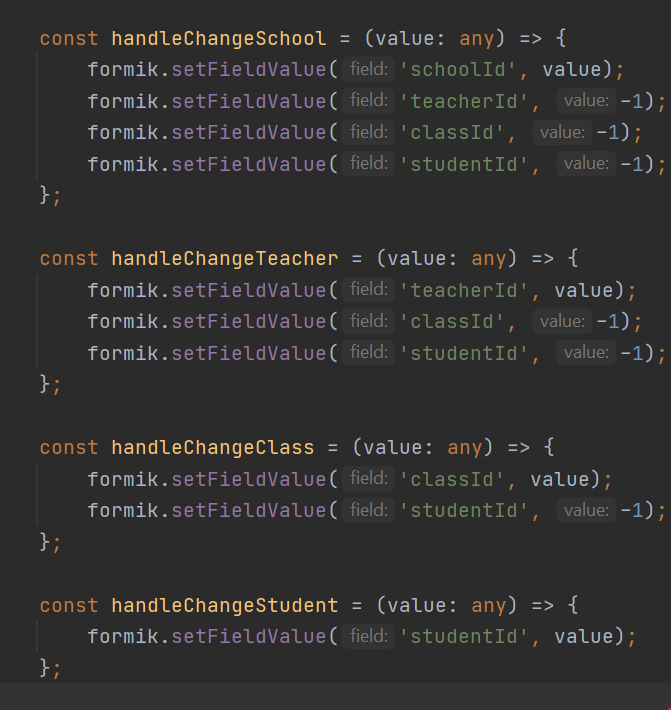 const handleChangeSchool = (value: any) => {
formik.setFieldValue( field: 'schoolId', value);
formik.setFieldValue( field: 'teacherId', value: -1);
formik.setFieldValue( field: 'classId', value: -1);
formik.setFieldValue( field: 'studentId', value: -1);
};
const handleChangeTeacher = (value: any) => {
formik.setFieldValue( field: 'teacherId', value);
formik.setFieldValue( field: 'classId', value: -1);
formik.setFieldValue( field: 'studentId', value: -1);
};
const handleChangeClass = (value: any) => {
formik.setFieldValue( field: 'classId', value);
formik.setFieldValue( field: 'studentId', value: -1);
};
const handleChangeStudent = (value: any) => {
formik.setFieldValue( field: 'studentId', value);
};